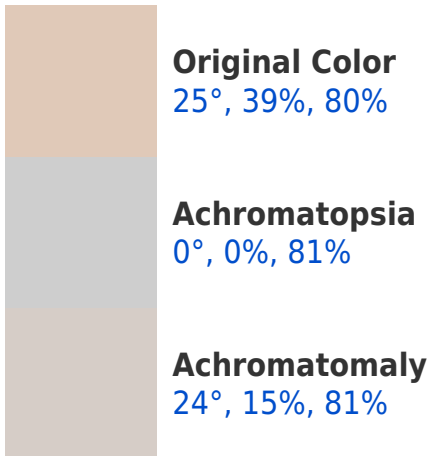 Original Color
25°, 39%, 80%
Achromatopsia
0°, 0%, 81%
Achromatomaly
24°, 15%, 81%